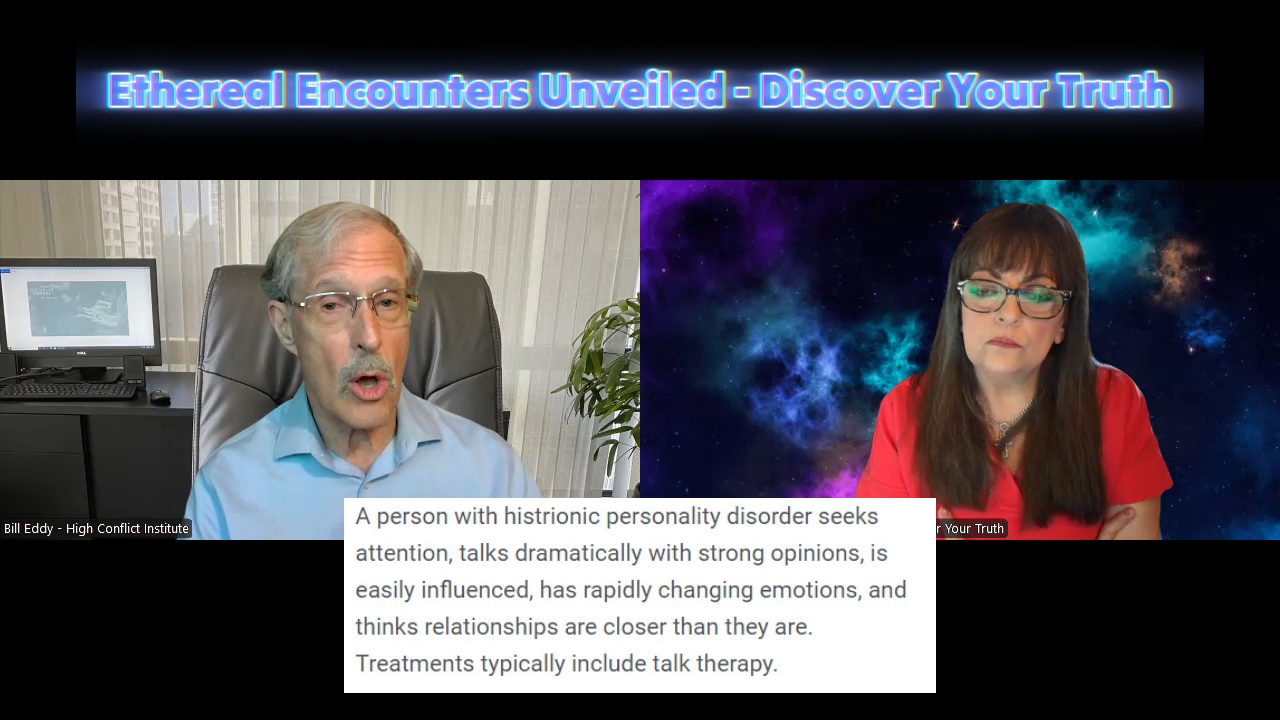 Ethereal Encounters Unveiled - Discover Your Truth
DELL
Bill Eddy - High Conflict Institute
r Your Truth
A person with histrionic personality disorder seeks
attention, talks dramatically with strong opinions, is
easily influenced, has rapidly changing emotions, and
thinks relationships are closer than they are.
Treatments typically include talk therapy.